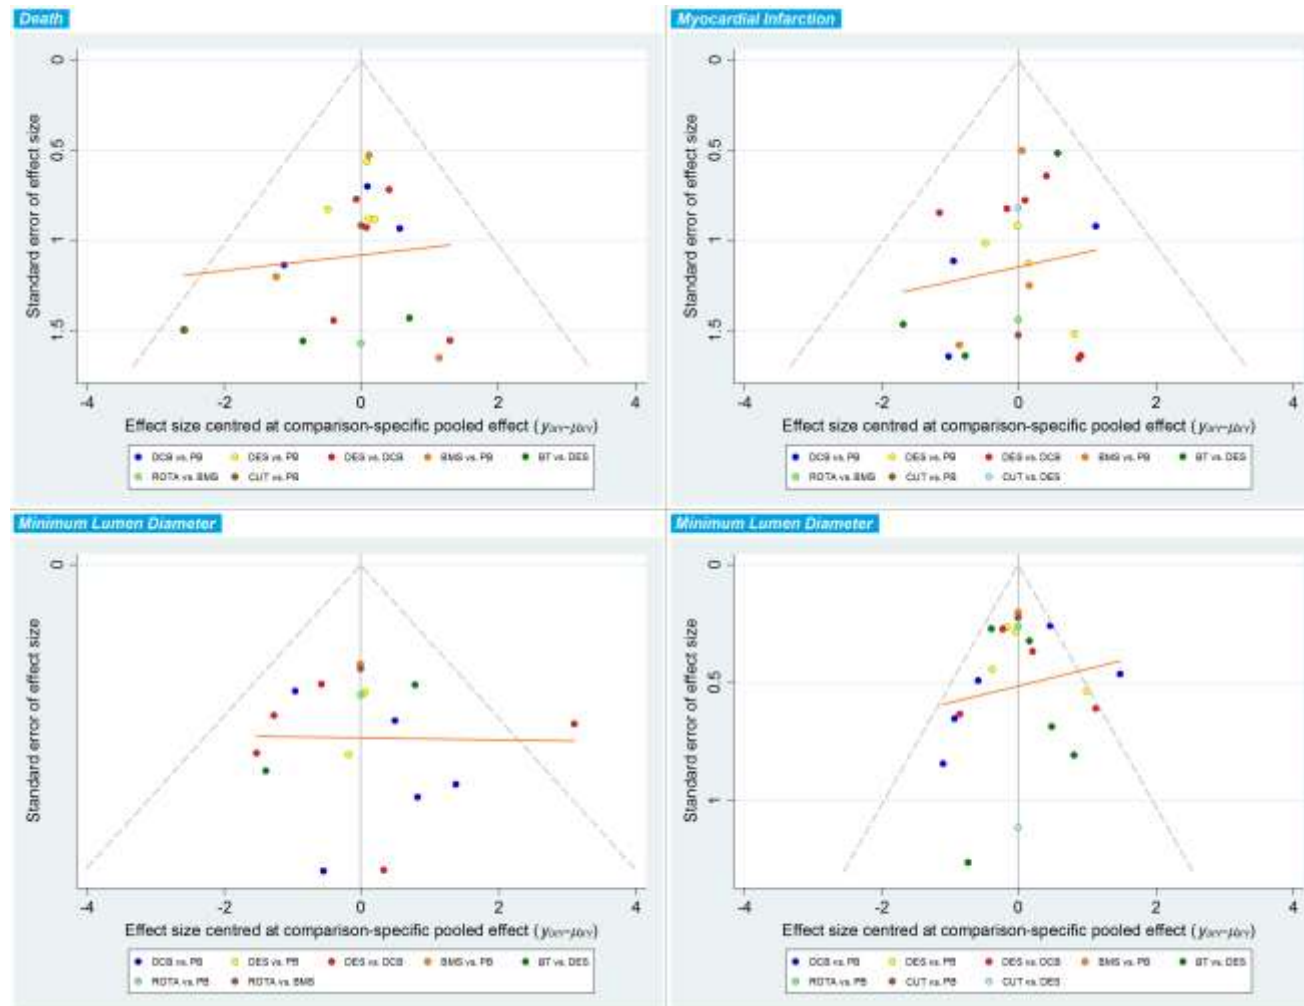 Death
Standard error of effect size
0
0.5
1
1.5
-4
-2
0
2
4
Effect size centred at comparison-specific pooled effect
DCB vs. PB
DES vs. PB
DES vs. DCB
BMS vs. PB
BT vs. DES
ROTA vs. BMS
CUT vs. PB
Myocardial Infarction
Standard error of effect size
0
0.5
1
1.5
-4
-2
0
2
4
Effect size centred at comparison-specific pooled effect
DCB vs. PB
DES vs. PB
DES vs. DCB
BMS vs. PB
BT vs. DES
ROTA vs. BMS
CUT vs. PB
CUT vs. DES
Minimum Lumen Diameter
Standard error of effect size
0
-4
-2
0
2
4
Effect size centred at comparison-specific pooled effect
DCB vs. PB
DES vs. PB
DES vs. DCB
BMS vs. PB
BT vs. DES
ROTA vs. PB
ROTA vs. BMS
Minimum Lumen Diameter
Standard error of effect size
0
0.5
1
-4
-2
0
2
4
Effect size centred at comparison-specific pooled effect
DCB vs. PB
DES vs. PB
DES vs. DCB
BMS vs. PB
BT vs. DES
ROTA vs. PB
CUT vs. PB
CUT vs. DES